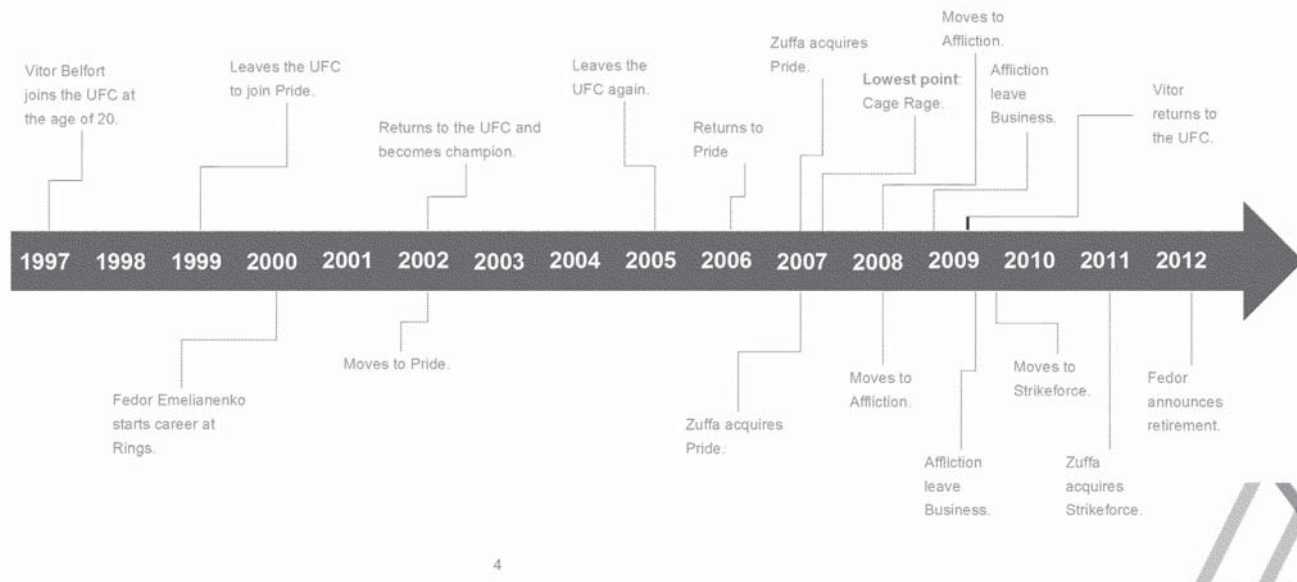 Vitor Belfort
joins the UFC at
the age of 20.
Leaves the UFC
to join Pride.
Returns to the UFC and
becomes champion.
Leaves the
UFC again.
Returns to
Pride
Zuffa acquires
Pride.
Lowest point:
Cage Rage.
Moves to
Affliction.
Affliction
leave
Business.
Vitor
returns to
the UFC.
1997 1998 1999 2000 2001 2002 2003 2004 2005 2006 2007 2008 2009 2010 2011 2012
Fedor Emelianenko
starts career at
Rings.
Moves to Pride.
Zuffa acquires
Pride.
Moves to
Affliction.
Affliction
leave
Business.
Moves to
Strikeforce.
Zuffa
acquires
Strikeforce.
Fedor
announces
retirement.
4